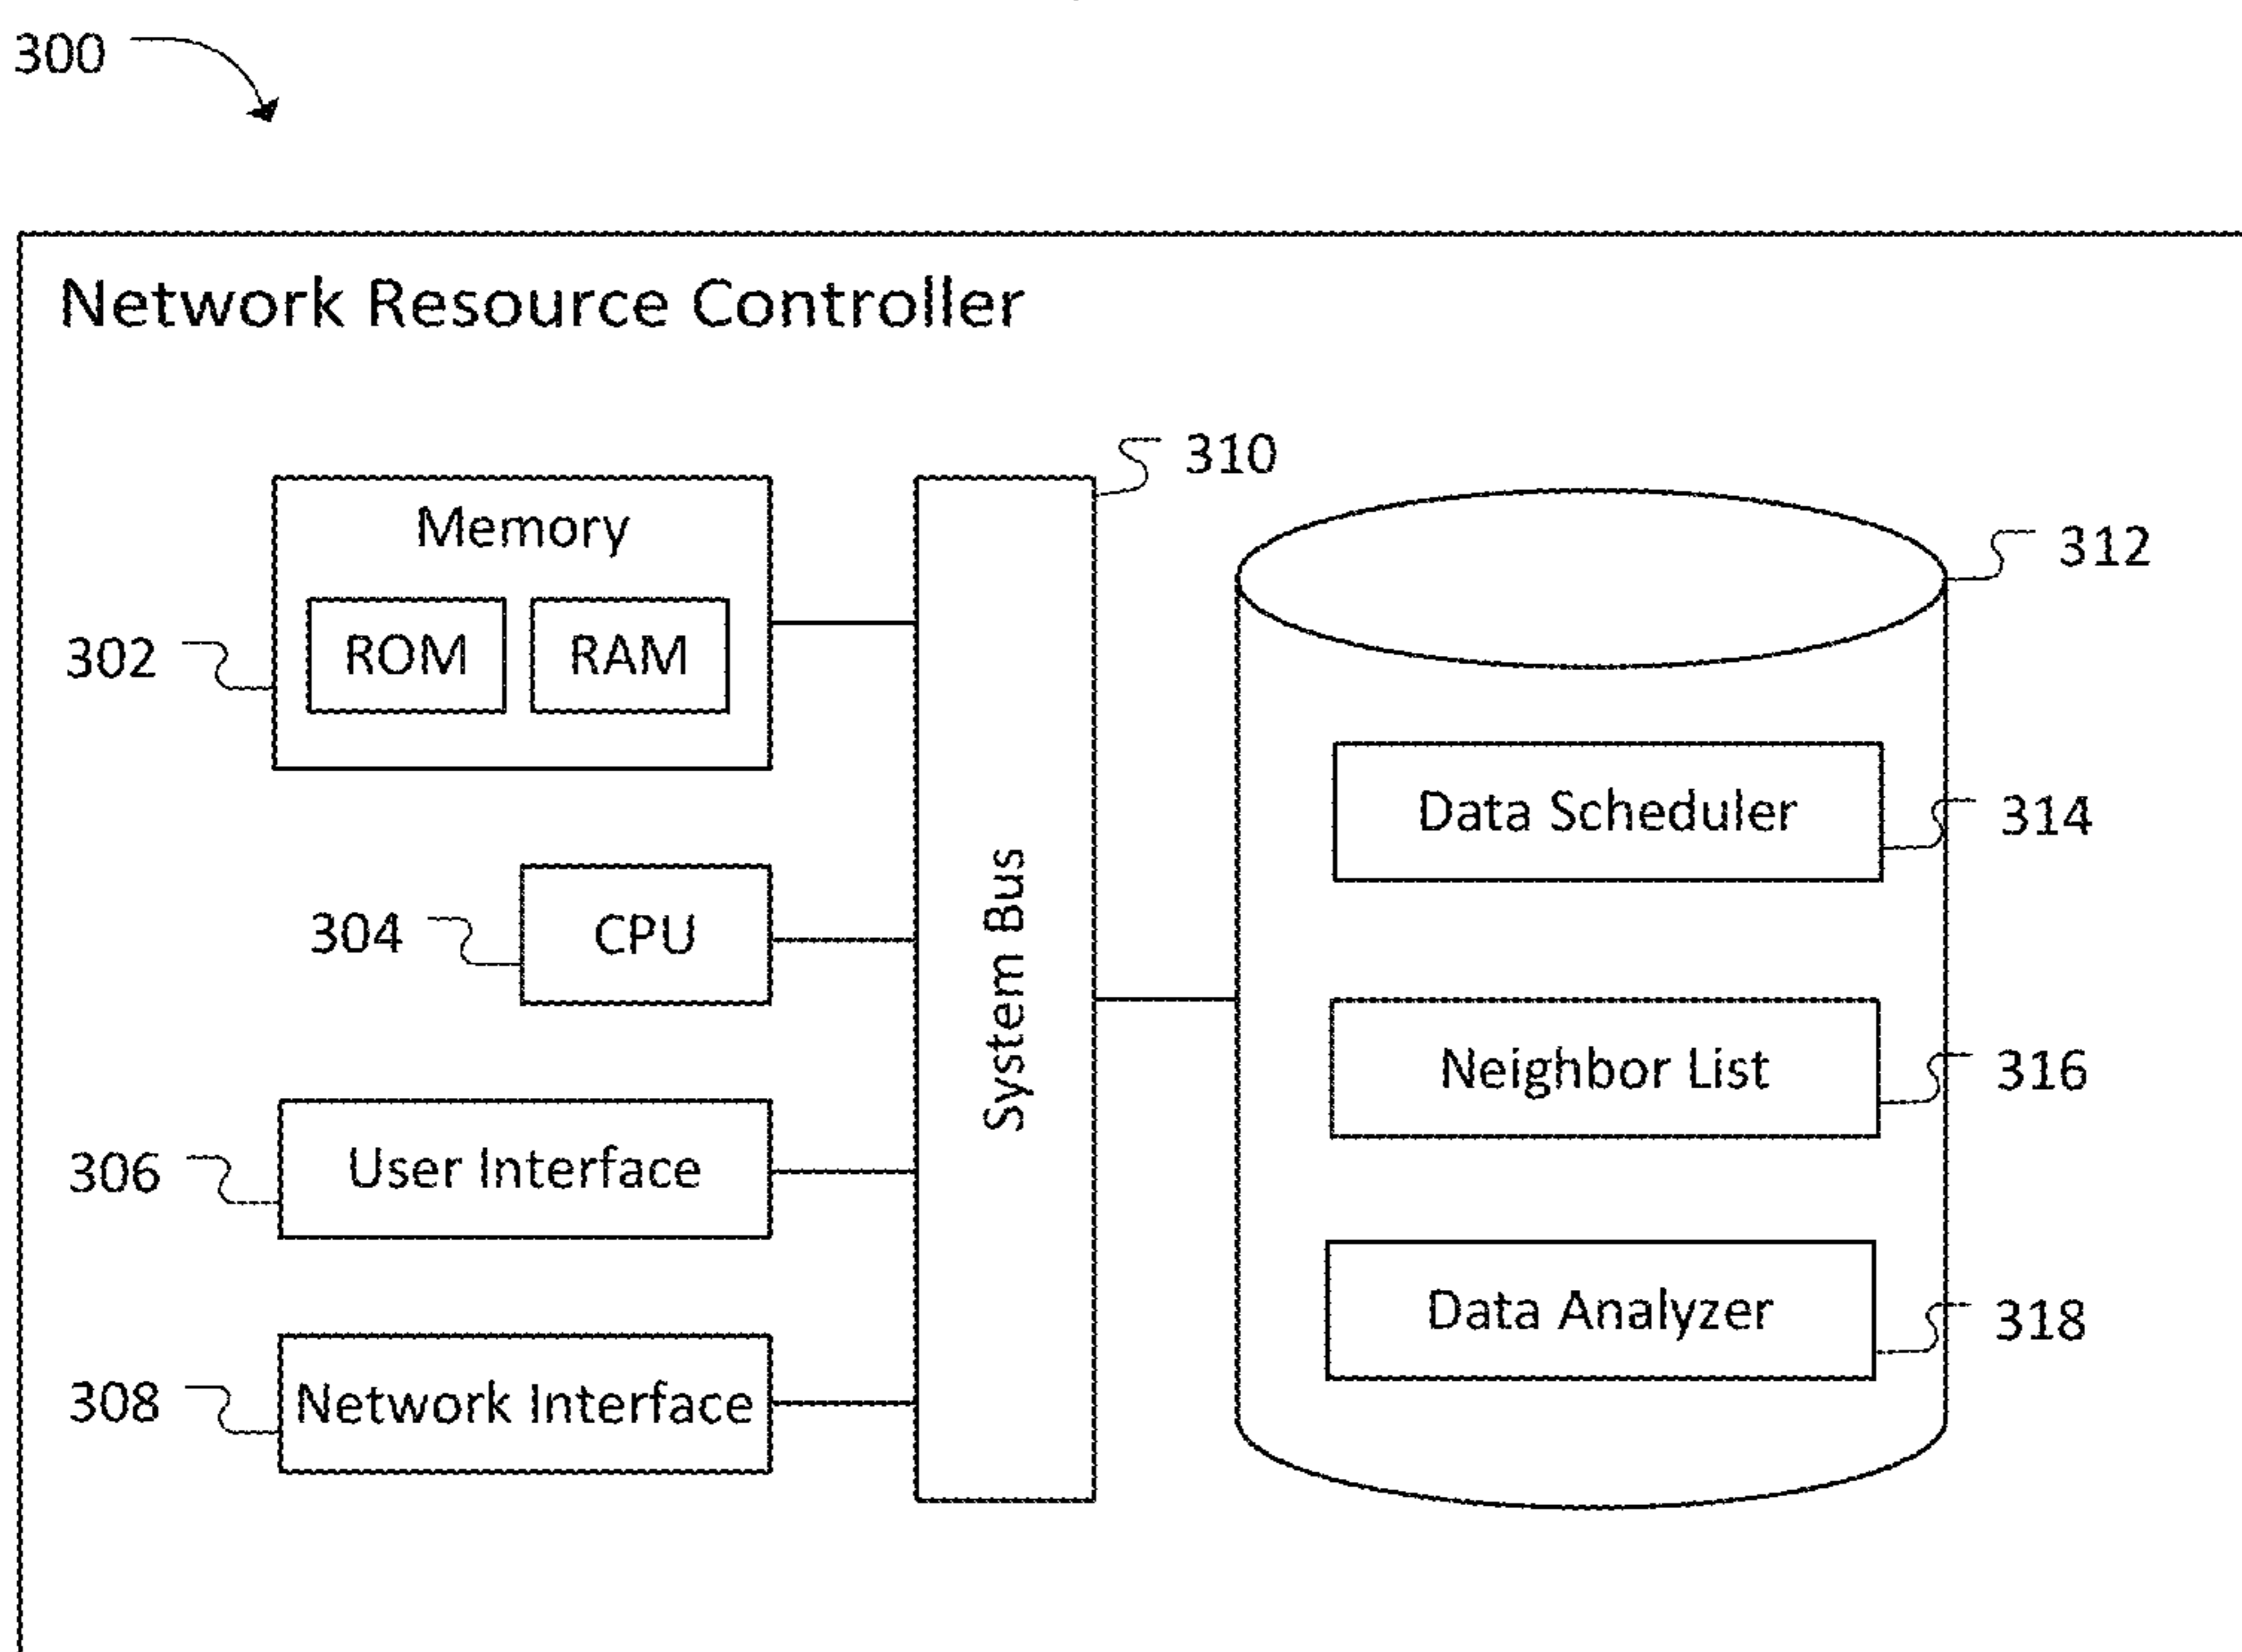 300
Network Resource Controller
310
Memory
312
ROM RAM
302
Data Scheduler
314
CPU
304
System Bus
Neighbor List
316
User Interface
306
Data Analyzer
318
Network Interface
308